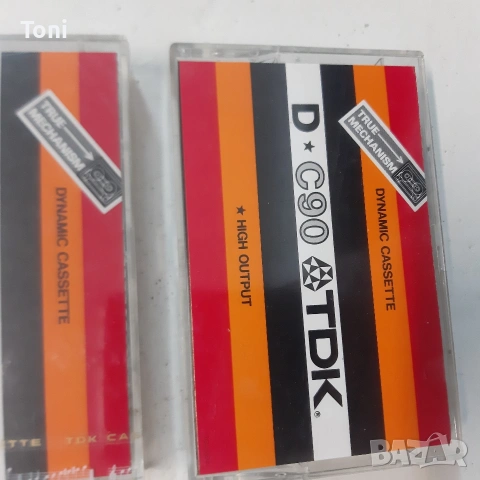 Toni
TRUE
MECHANISM
DYNAMIC CASSETTE
TDK
TRUE
MECHANISM
DYNAMIC CASSETTE
D ★ C90 TDK®
★ HIGH OUTPUT
BAZAR